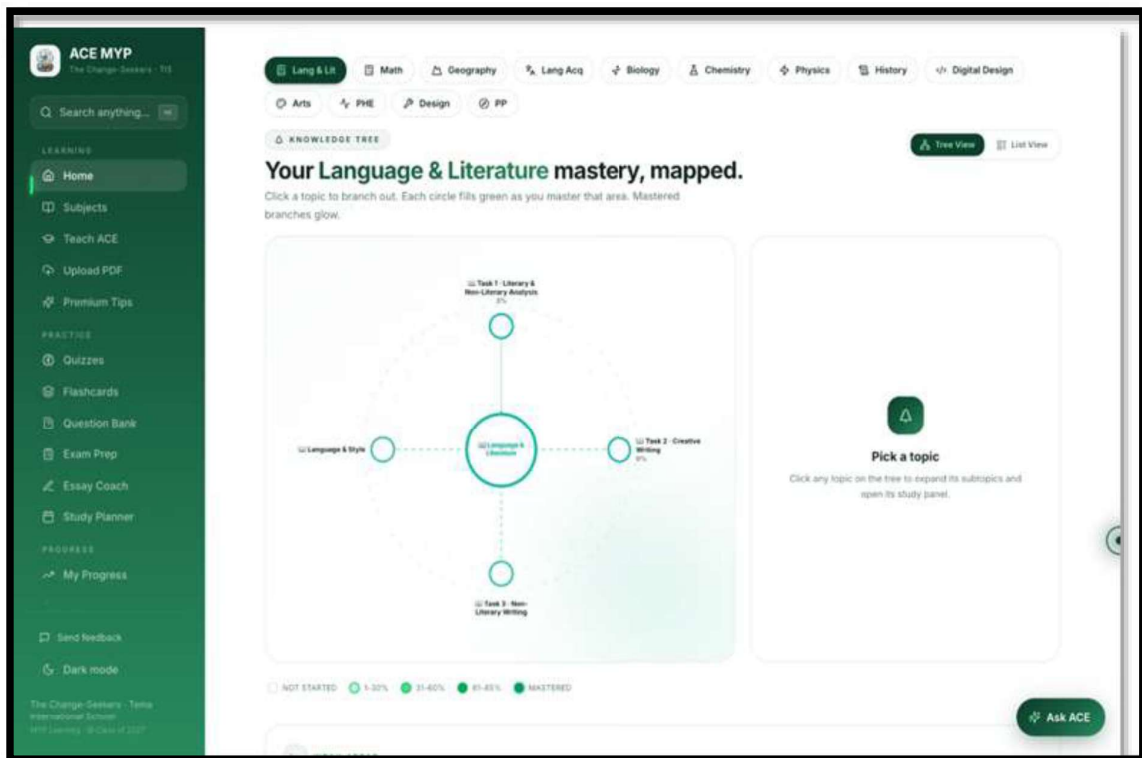 ACE MYP
The Change-Seekers · TIS
Search anything...
LEARNING
Home
Subjects
Teach ACE
Upload PDF
Premium Tips
PRACTICE
Quizzes
Flashcards
Question Bank
Exam Prep
Essay Coach
Study Planner
PROGRESS
My Progress
Send feedback
Dark mode
The Change-Seekers · Tema
International School
MYP Learning · @ Class of 2027
Lang & Lit
Math
Geography
Lang Acq
Biology
Chemistry
Physics
History
Digital Design
Arts
PHE
Design
PP
KNOWLEDGE TREE
Tree View
List View
Your Language & Literature mastery, mapped.
Click a topic to branch out. Each circle fills green as you master that area. Mastered
branches glow.
Task 1 · Literary &
Non-Literary Analysis
Language & Style
Language &
Literature
Task 2 · Creative
Writing
Task 3 · Non-
Literary Writing
Pick a topic
Click any topic on the tree to expand its subtopics and
open its study panel.
NOT STARTED
1-30%
31-60%
61-85%
MASTERED
Ask ACE